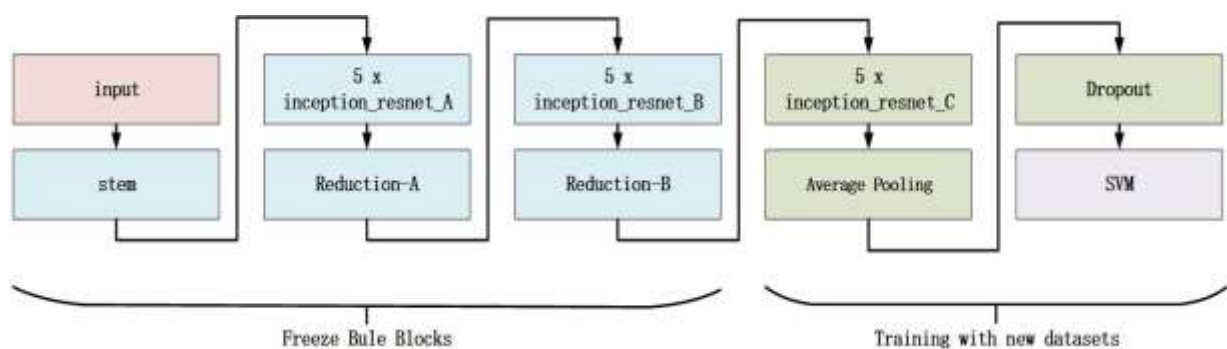 input
stem
5 x
inception_resnet_A
Reduction-A
5 x
inception_resnet_B
Reduction-B
5 x
inception_resnet_C
Average Pooling
Dropout
SVM
Freeze Bule Blocks
Training with new datasets